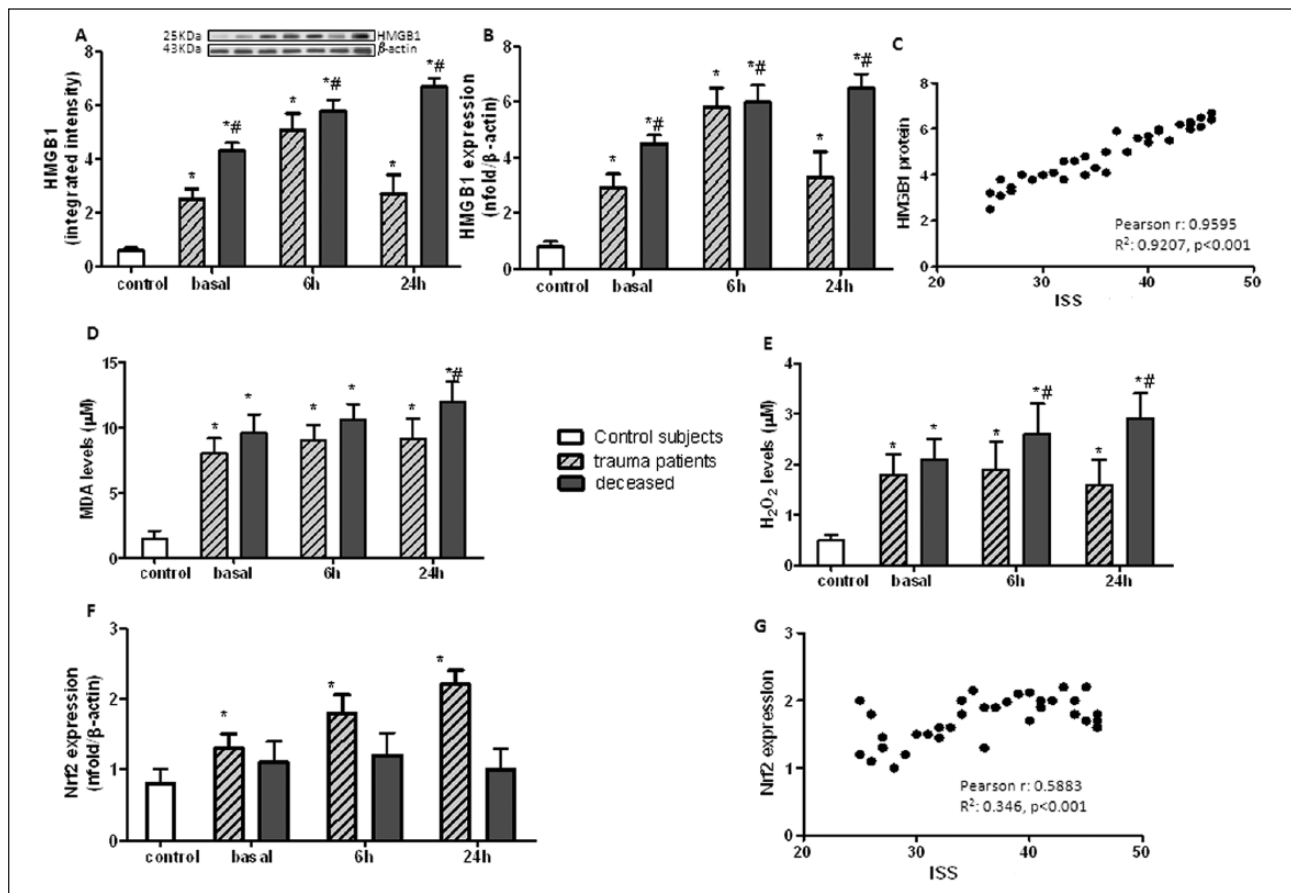 A
25KDa
HMGB1
43KDa
β-actin
HMGB1
(integrated intensity)
8
6
4
2
0
*
*#
*
*#
*
*#
control
basal
6h
24h
B
HMGB1 expression
(nfold/β-actin)
8
6
4
2
0
*
*#
*
*#
*
*#
control
basal
6h
24h
C
HMGB1 protein
8
6
4
2
0
Pearson r: 0.9595
R²: 0.9207, p<0.001
20
30
40
50
ISS
D
MDA levels (µM)
15
10
5
0
*
*
*
*
*
*#
control
basal
6h
24h
Control subjects
trauma patients
deceased
E
H₂O₂ levels (µM)
4
3
2
1
0
*
*
*
*#
*
*#
control
basal
6h
24h
F
Nrf2 expression
(nfold/β-actin)
3
2
1
0
*
*
*
control
basal
6h
24h
G
Nrf2 expression
3
2
1
0
Pearson r: 0.5883
R²: 0.346, p<0.001
20
30
40
50
ISS